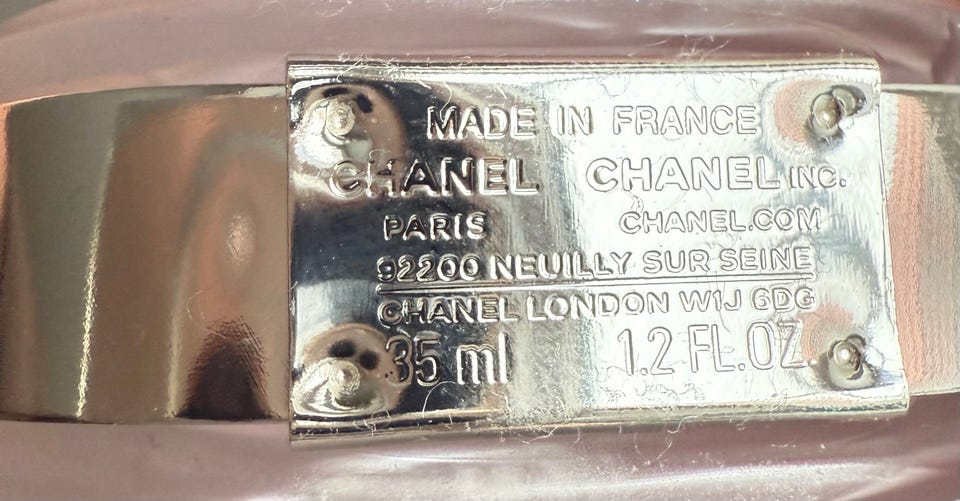 MADE IN FRANCE
CHANEL CHANEL INC.
PARIS CHANEL.COM
92200 NEUILLY SUR SEINE
CHANEL LONDON W1J 6DG
35 ml 1.2 FL.OZ.